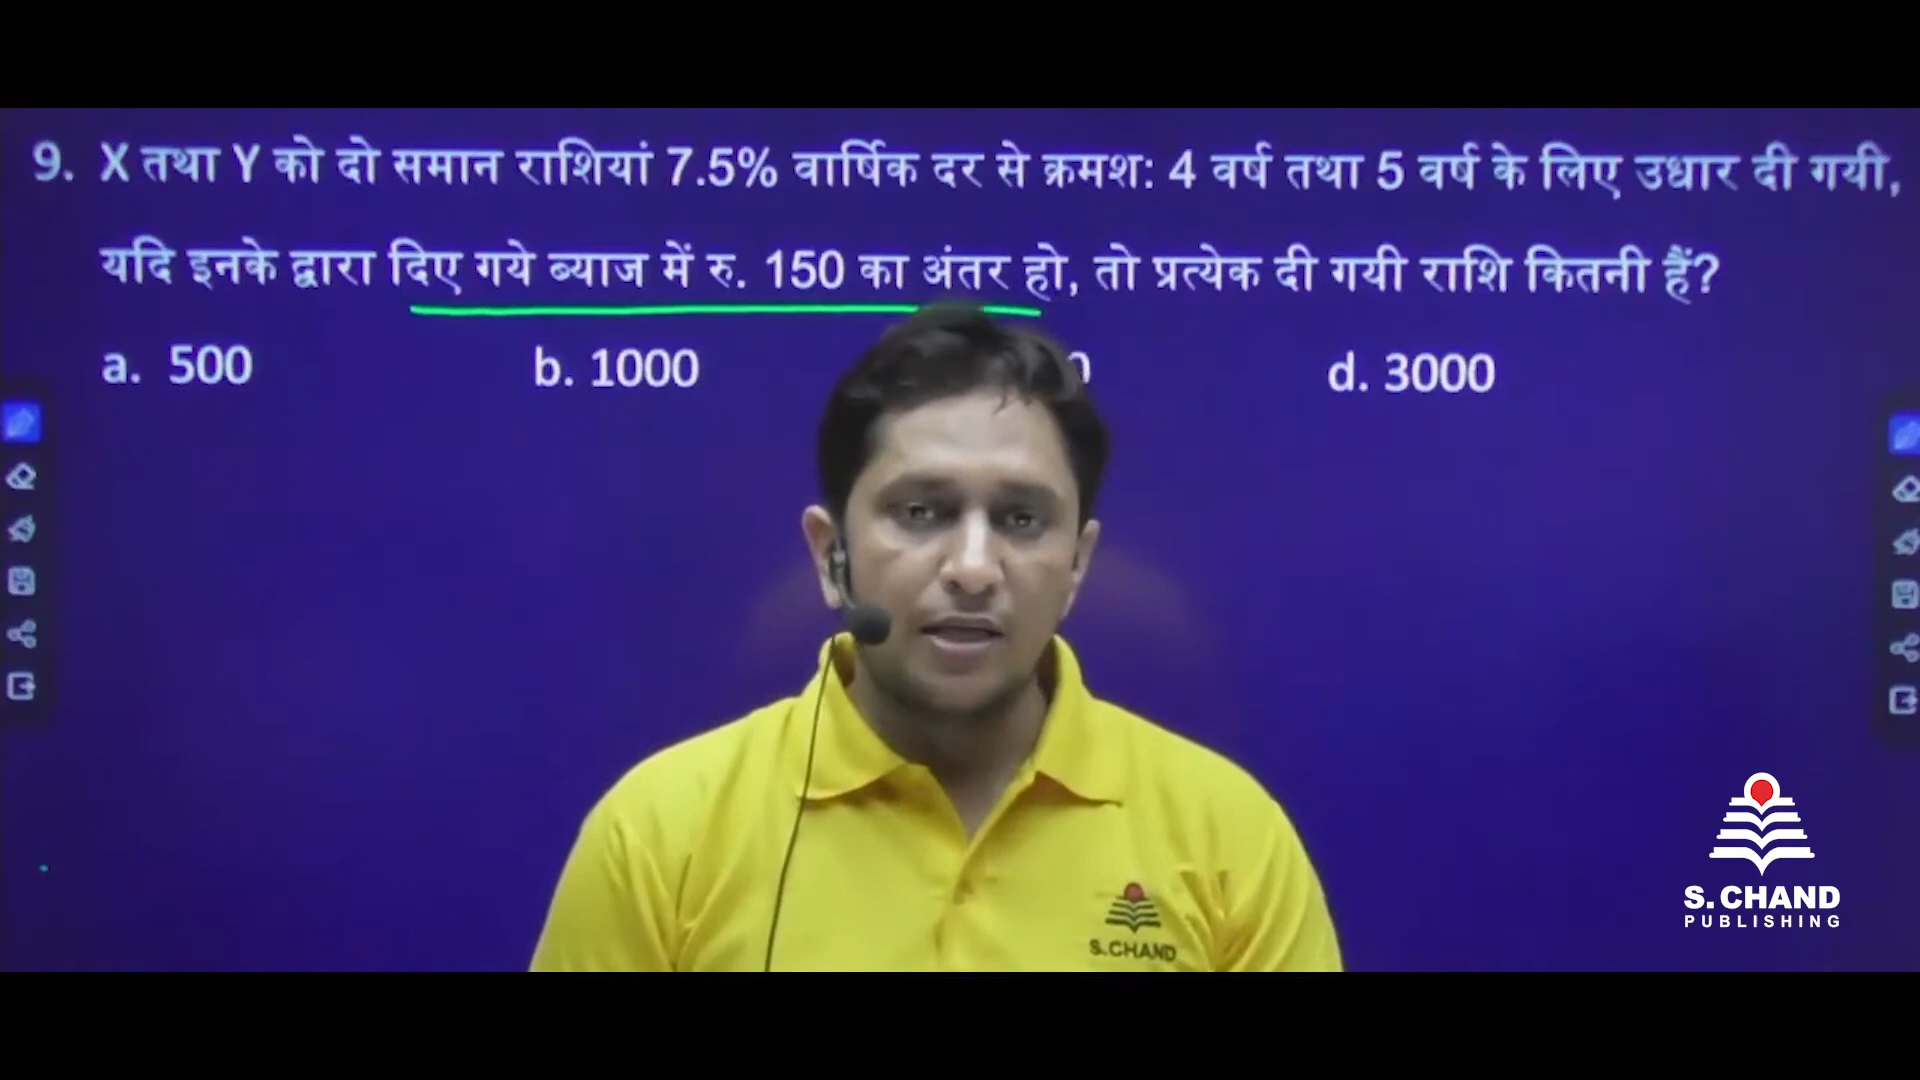 9. X तथा Y को दो समान राशियां 7.5% वार्षिक दर से क्रमश: 4 वर्ष तथा 5 वर्ष के लिए उधार दी गयी,
यदि इनके द्वारा दिए गये ब्याज में रु. 150 का अंतर हो, तो प्रत्येक दी गयी राशि कितनी हैं?
a. 500 b. 1000 d. 3000
S. CHAND
PUBLISHING
S.CHAND